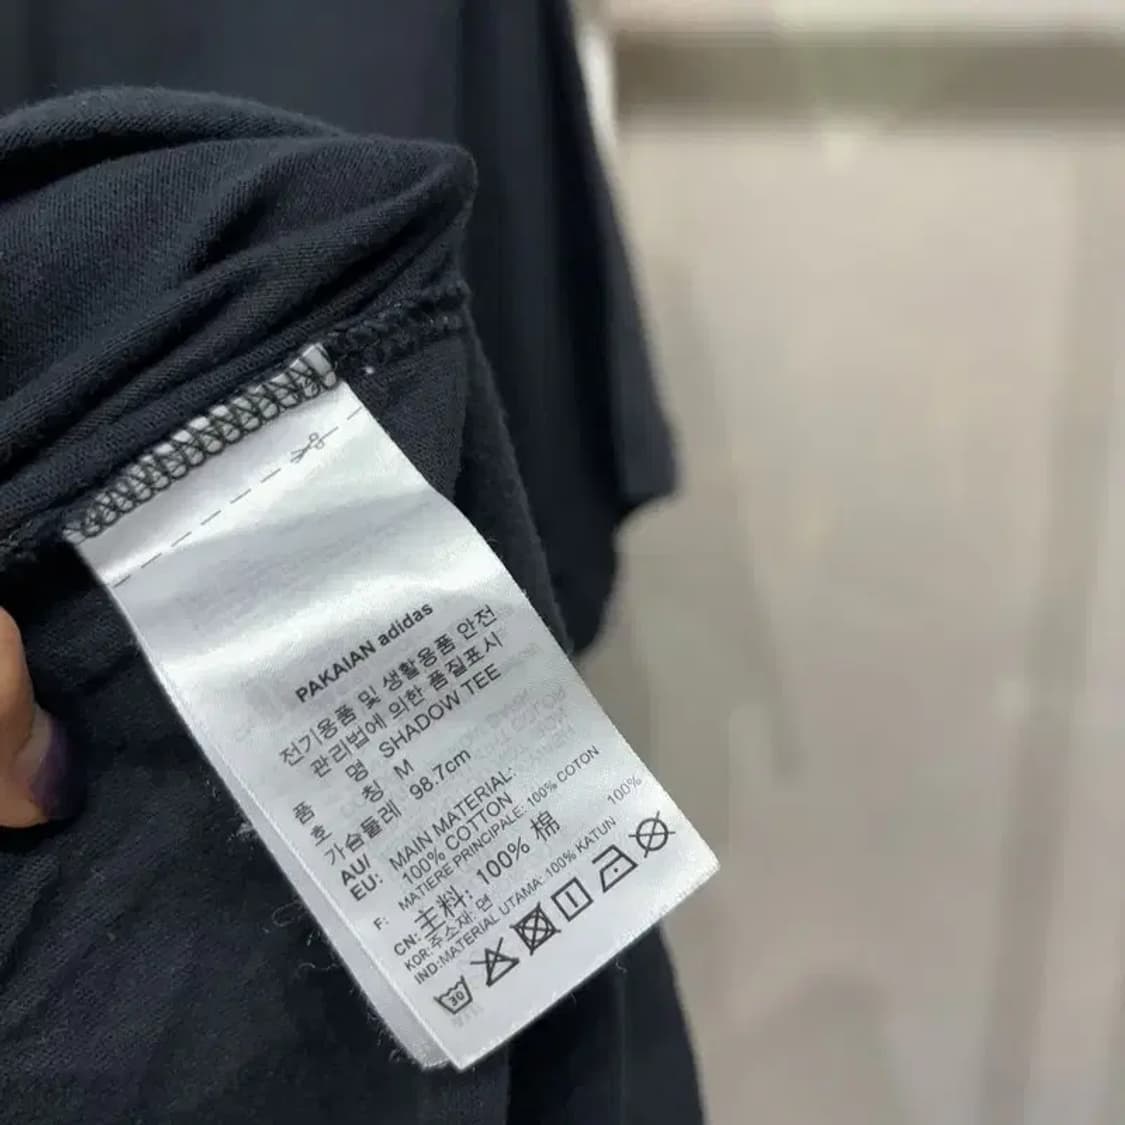 PAKAIAN adidas
전기용품 및 생활용품 안전
관리법에 의한 품질표시
품 명 SHADOW TEE
호 칭 M
가슴둘레 98.7cm
AU/
EU: MAIN MATERIAL:
100% COTTON
F: MATIERE PRINCIPALE: 100% COTON
CN: 主料: 100% 棉
KOR: 주소재: 면 100%
IND: MATERIAL UTAMA: 100% KATUN
30